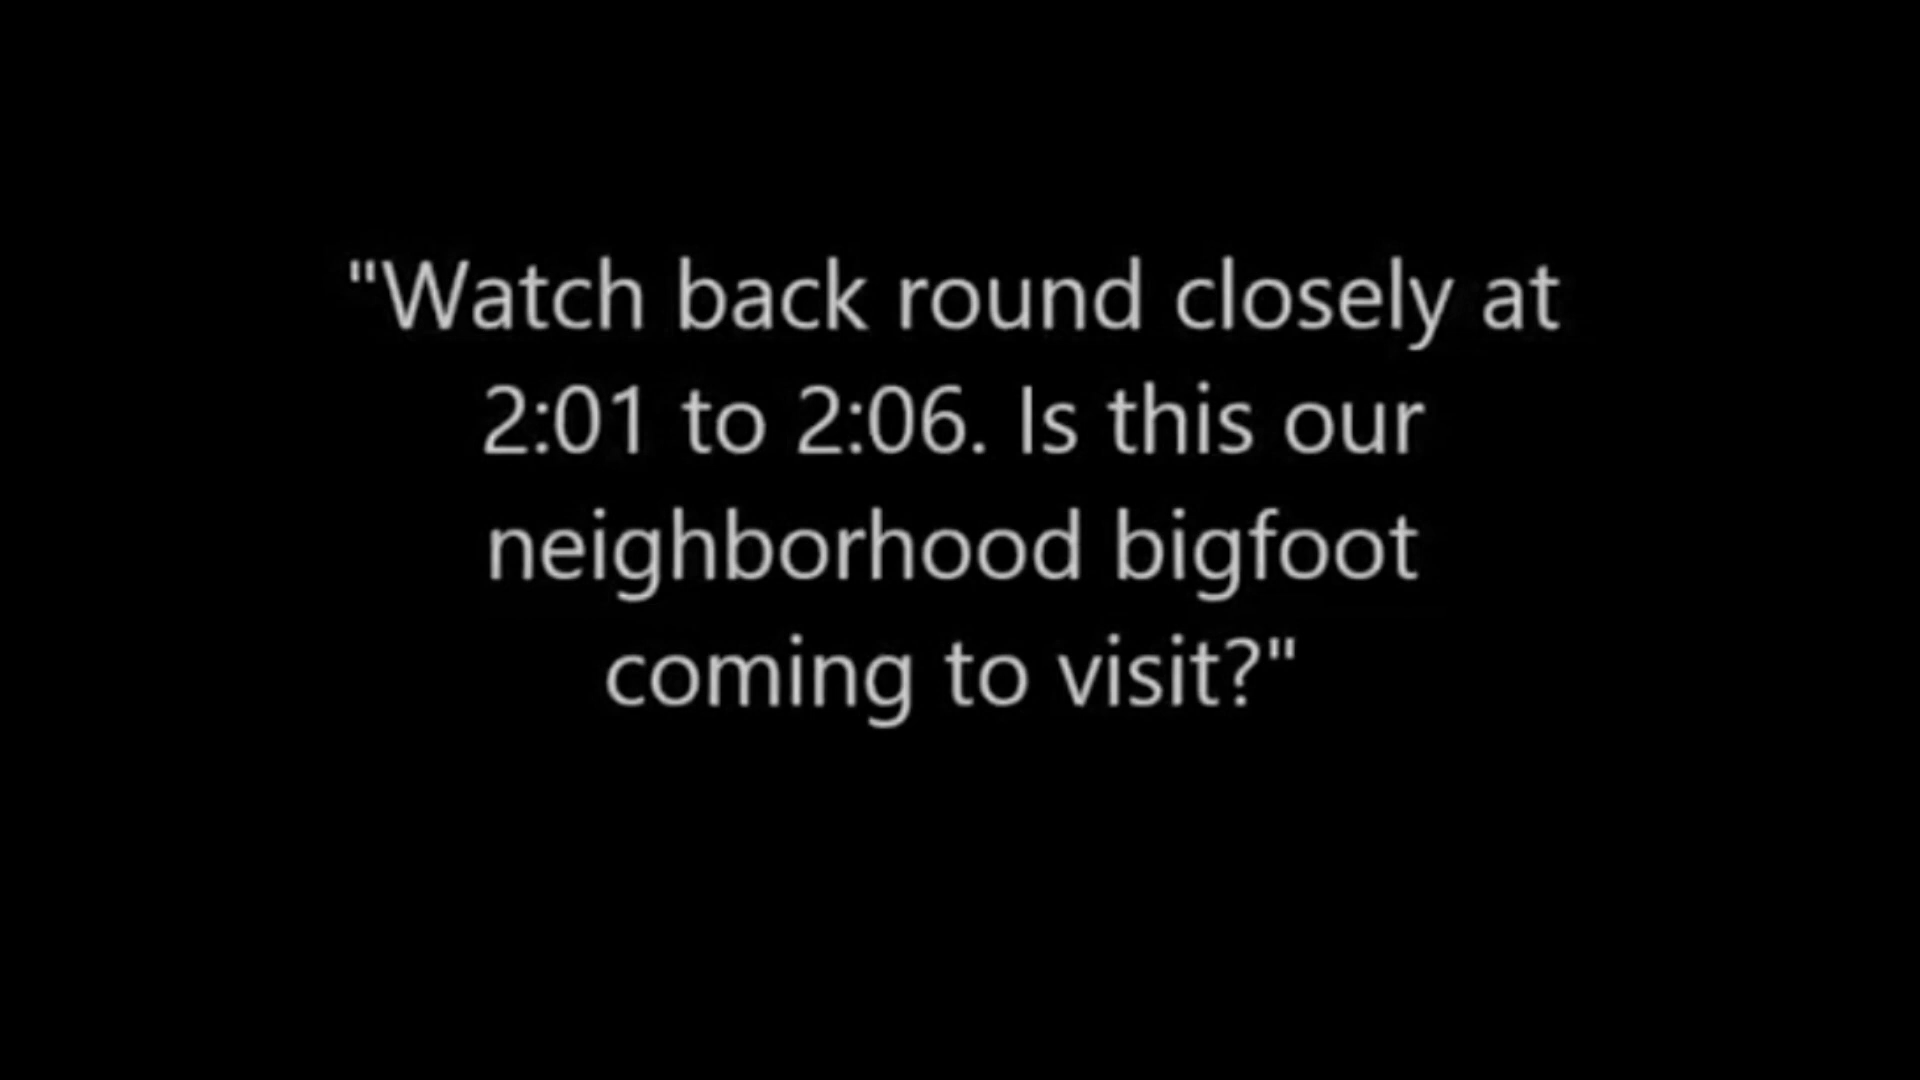 "Watch back round closely at
2:01 to 2:06. Is this our
neighborhood bigfoot
coming to visit?"